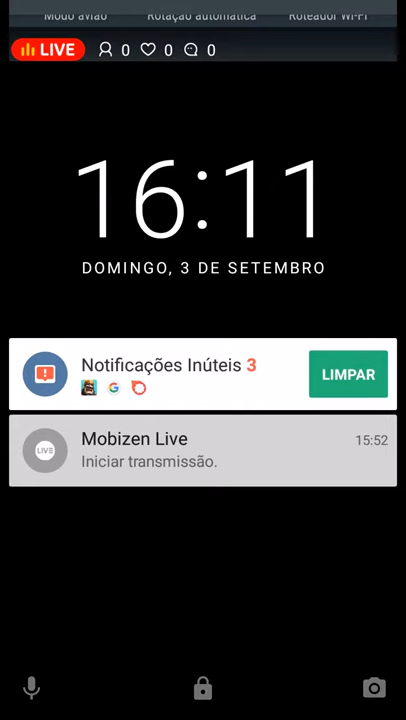 Modo avião Rotação automática Roteador Wi-Fi
LIVE 0 0 0
16:11
DOMINGO, 3 DE SETEMBRO
Notificações Inúteis 3
LIMPAR
Mobizen Live 15:52
LIVE
Iniciar transmissão.